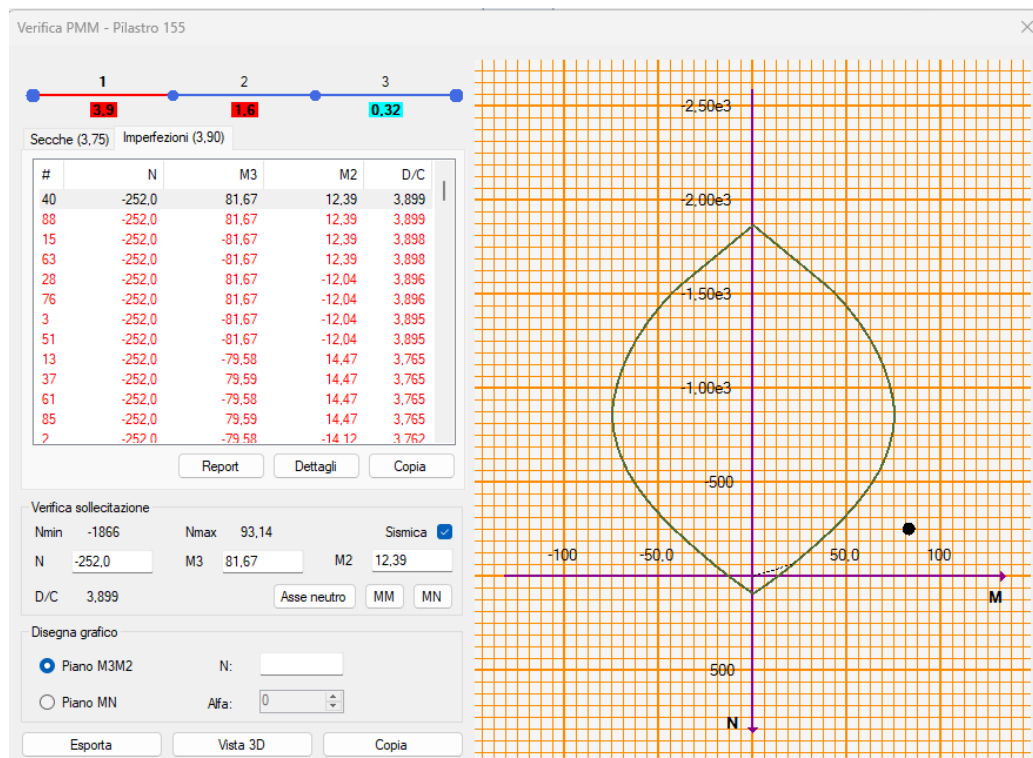 Verifica PMM - Pilastro 155
1 2 3
3,9 1,6 0,32
Secche (3,75) Imperfezioni (3,90)
# N M3 M2 D/C
40 -252,0 81,67 12,39 3,899
88 -252,0 81,67 12,39 3,899
15 -252,0 -81,67 12,39 3,898
63 -252,0 -81,67 12,39 3,898
28 -252,0 81,67 -12,04 3,896
76 -252,0 81,67 -12,04 3,896
3 -252,0 -81,67 -12,04 3,895
51 -252,0 -81,67 -12,04 3,895
13 -252,0 -79,58 14,47 3,765
37 -252,0 79,59 14,47 3,765
61 -252,0 -79,58 14,47 3,765
85 -252,0 79,59 14,47 3,765
2 -252,0 -79,58 -14,12 3,762
Report Dettagli Copia
Verifica sollecitazione
Nmin -1866 Nmax 93,14 Sismica
N -252,0 M3 81,67 M2 12,39
D/C 3,899 Asse neutro MM MN
Disegna grafico
Piano M3M2 N:
Piano MN Alfa: 0
Esporta Vista 3D Copia
-2,50e3
-2,00e3
-1,50e3
-1,00e3
-500
-100 -50,0 50,0 100
M
500
N